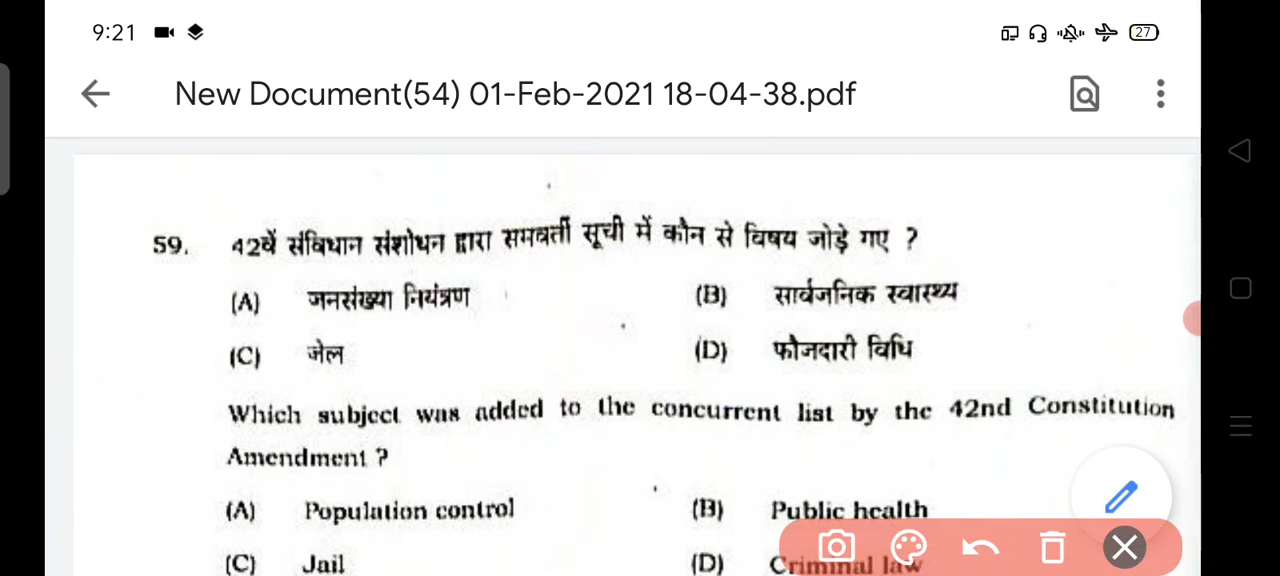 9:21
27
New Document(54) 01-Feb-2021 18-04-38.pdf
59. 42वें संविधान संशोधन द्वारा समवर्ती सूची में कौन से विषय जोड़े गए ?
(A) जनसंख्या नियंत्रण (B) सार्वजनिक स्वास्थ्य
(C) जेल (D) फौजदारी विधि
Which subject was added to the concurrent list by the 42nd Constitution
Amendment ?
(A) Population control (B) Public health
(C) Jail (D) Criminal law